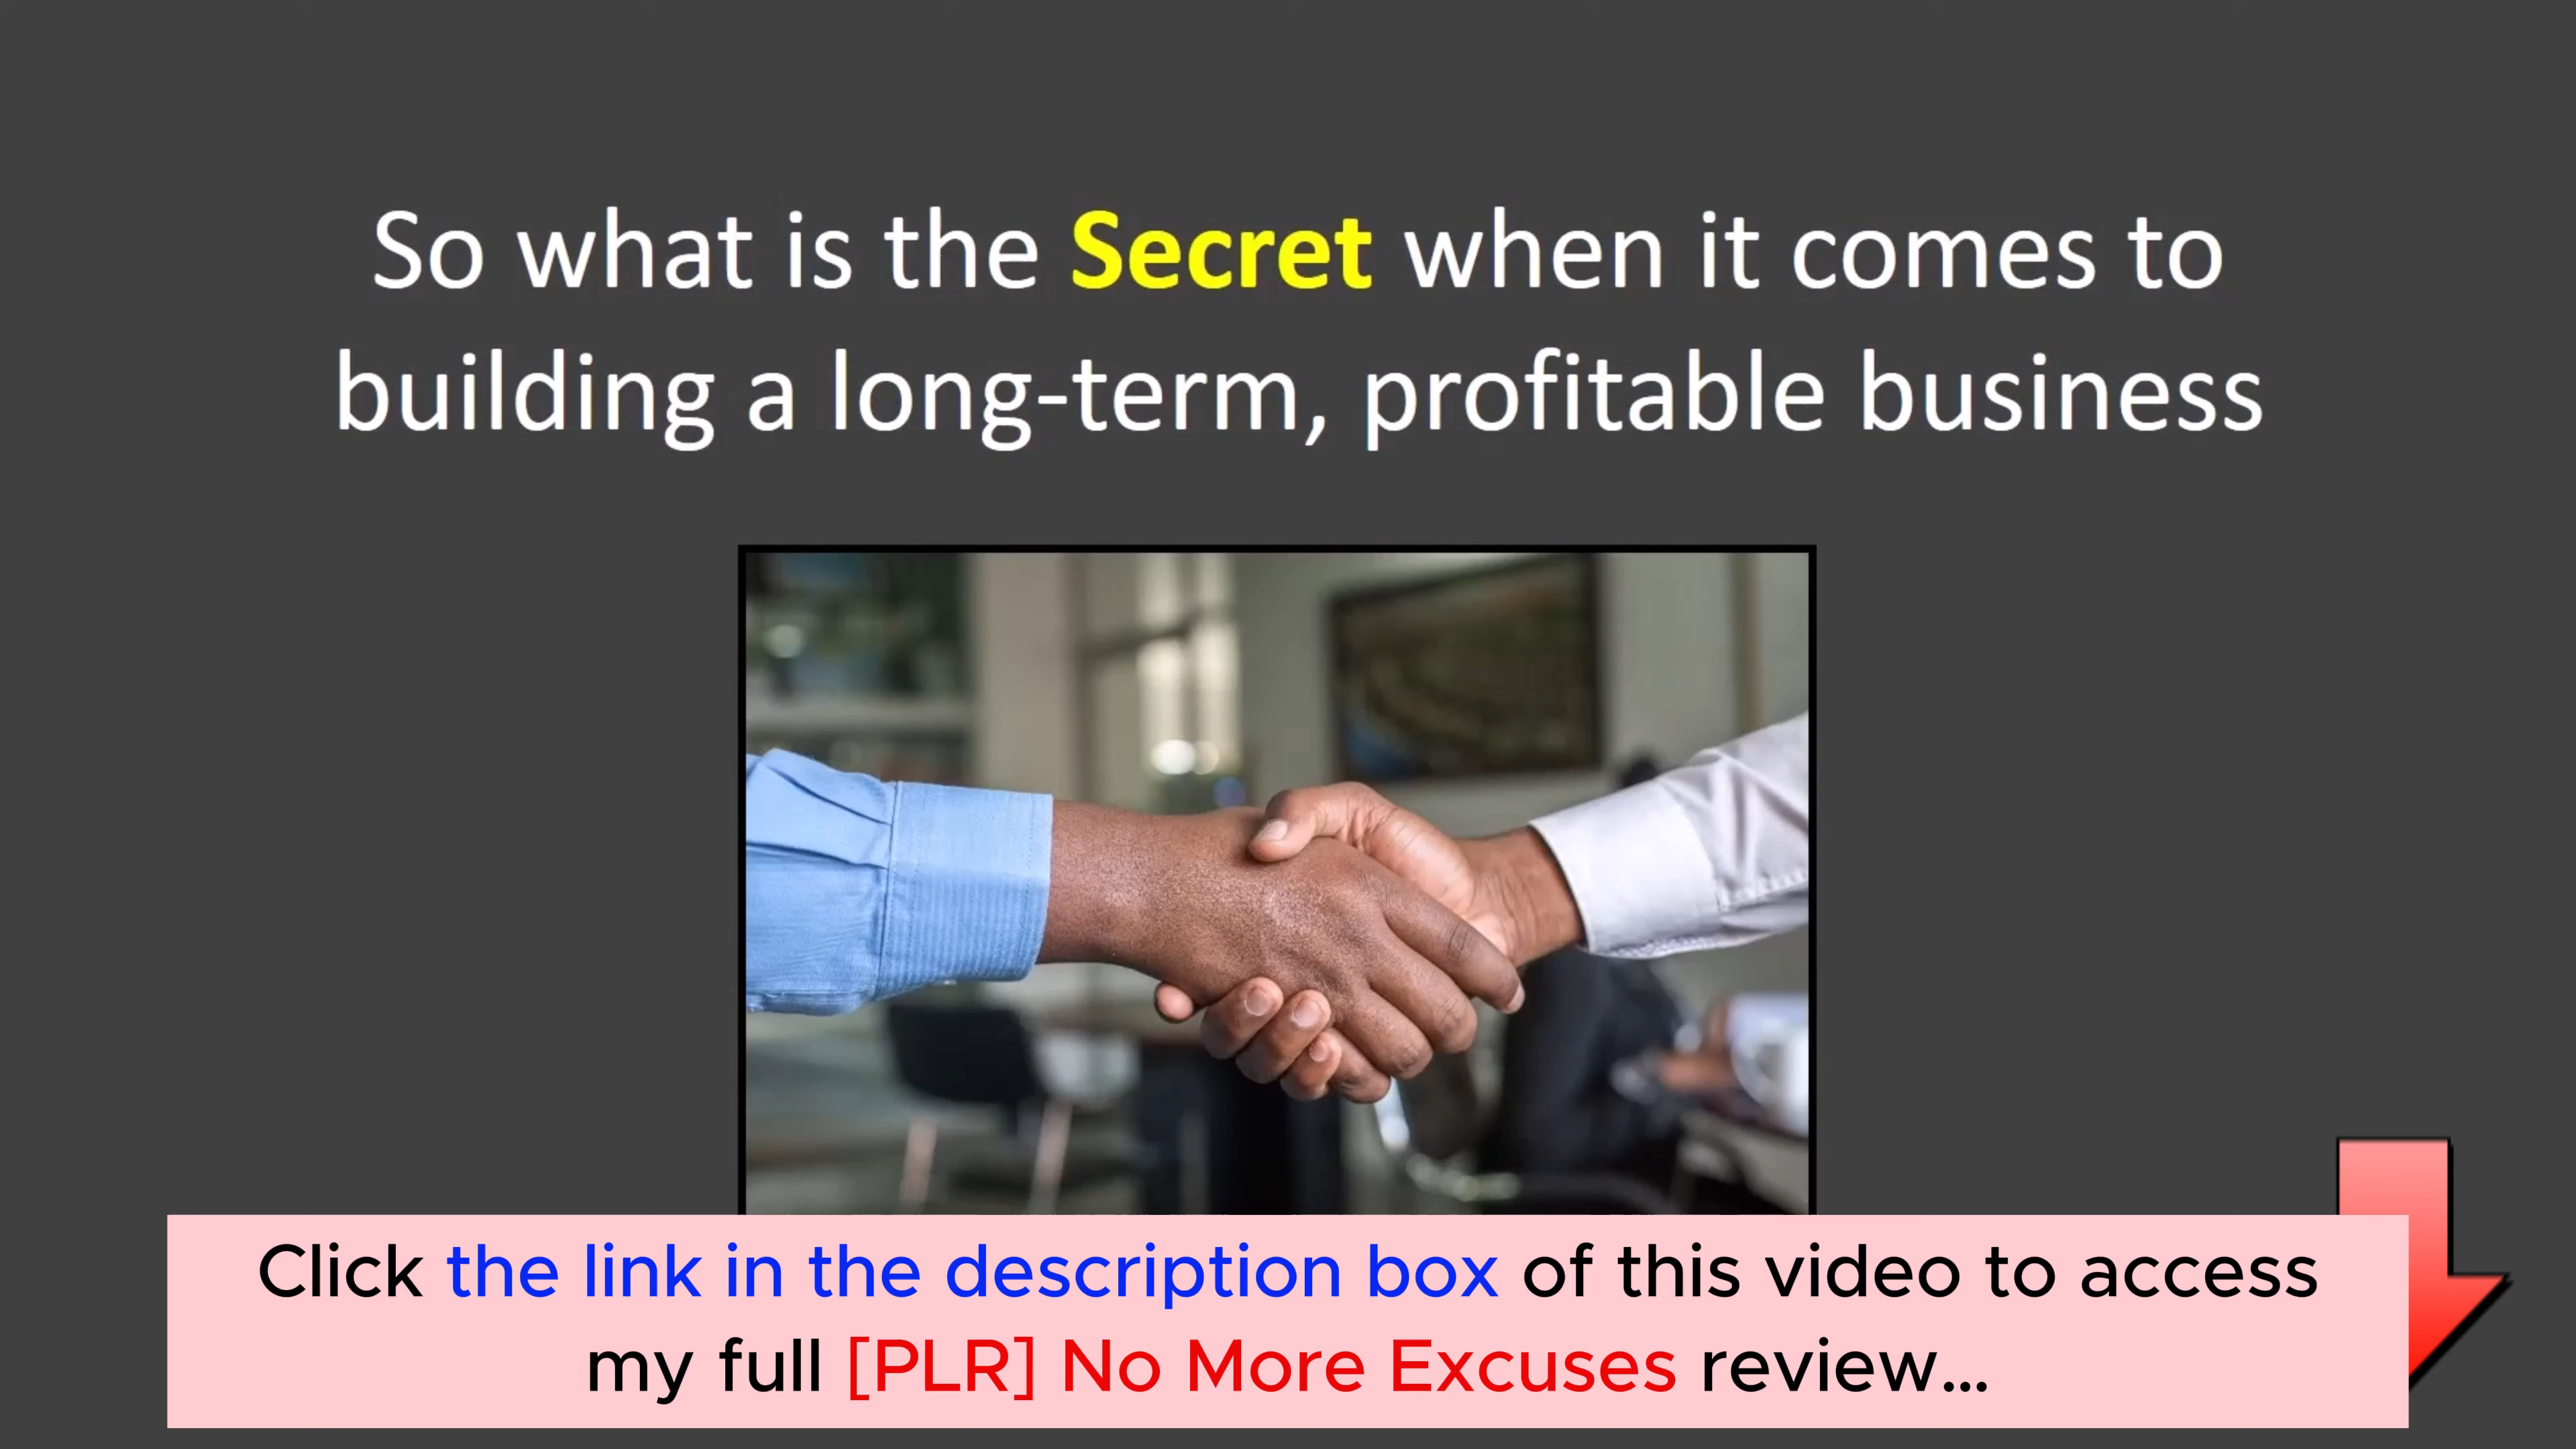 So what is the Secret when it comes to
building a long-term, profitable business
Click the link in the description box of this video to access
my full [PLR] No More Excuses review...